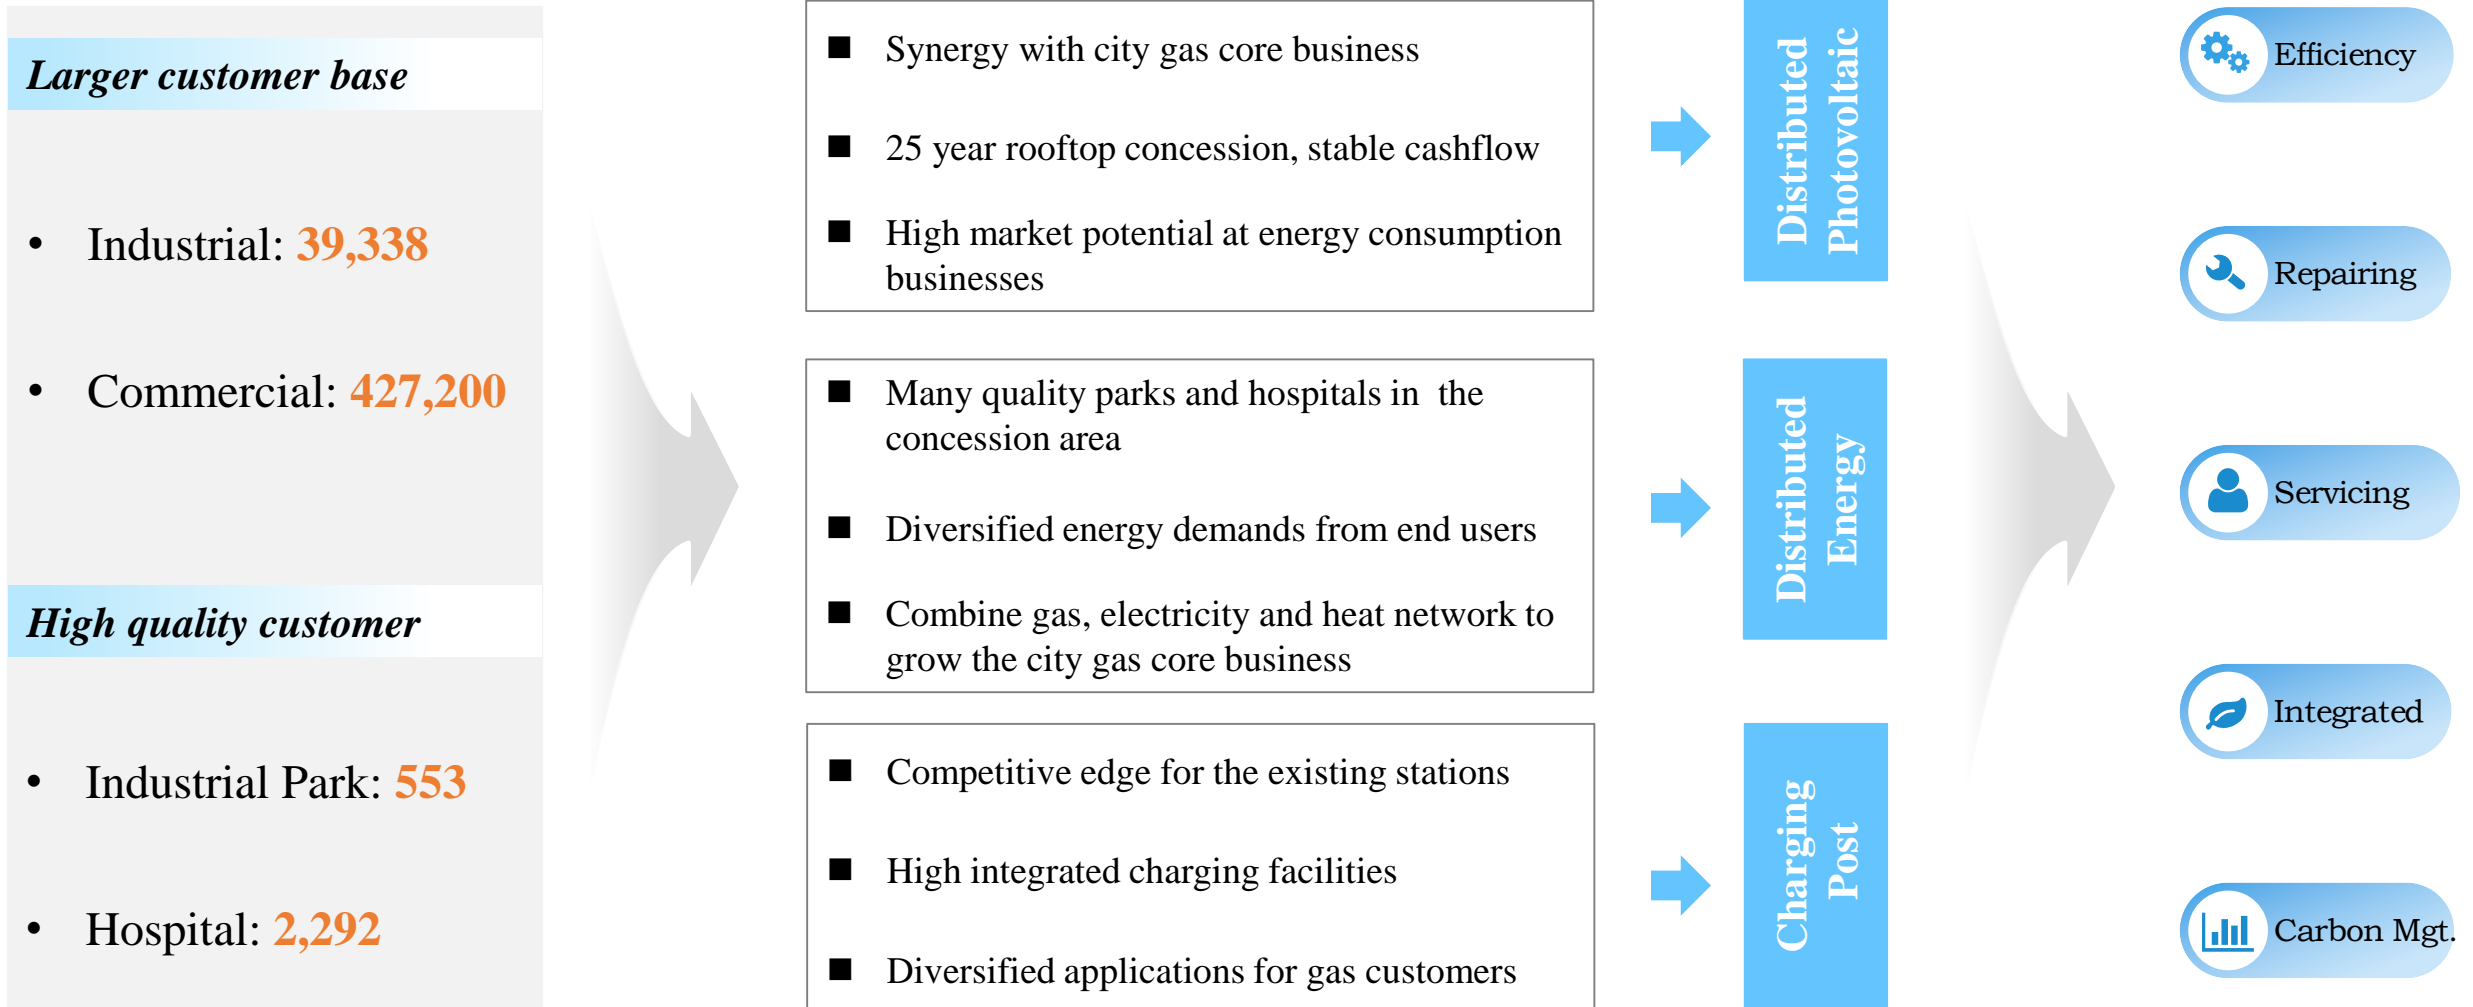 Larger customer base
• Industrial: 39,338
• Commercial: 427,200
High quality customer
• Industrial Park: 553
• Hospital: 2,292
■ Synergy with city gas core business
■ 25 year rooftop concession, stable cashflow
■ High market potential at energy consumption
businesses
■ Many quality parks and hospitals in the
concession area
■ Diversified energy demands from end users
■ Combine gas, electricity and heat network to
grow the city gas core business
■ Competitive edge for the existing stations
■ High integrated charging facilities
■ Diversified applications for gas customers
Distributed
Photovoltaic
Distributed
Energy
Charging
Post
Efficiency
Repairing
Servicing
Integrated
Carbon Mgt.